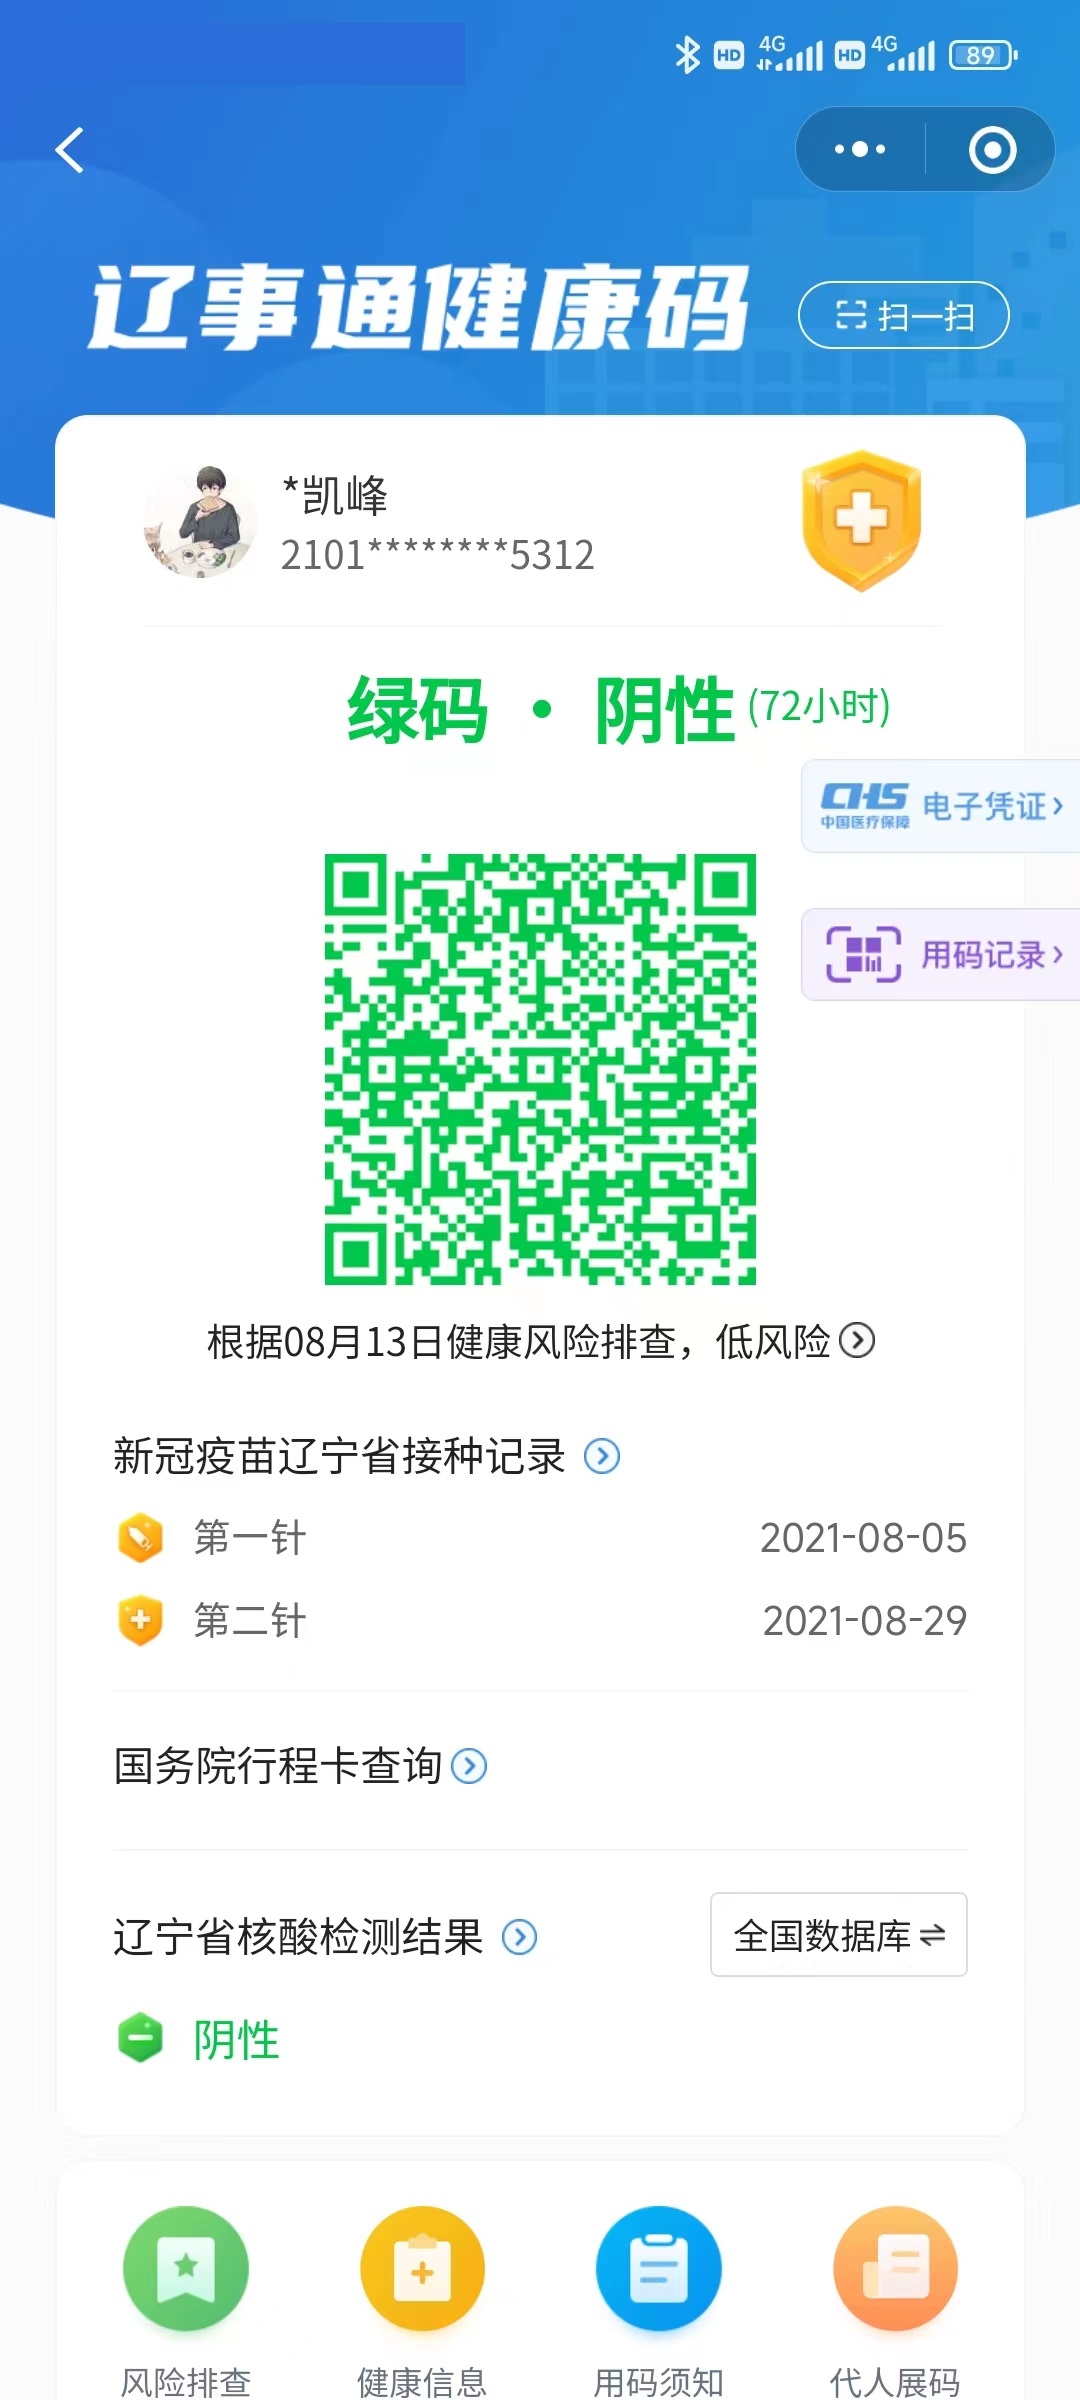 4G
HD
4G
HD
89
辽事通健康码
扫一扫
*凯峰
2101********5312
绿码 · 阴性 (72小时)
CHS 中国医疗保障 电子凭证
用码记录
根据08月13日健康风险排查，低风险
新冠疫苗辽宁省接种记录
第一针 2021-08-05
第二针 2021-08-29
国务院行程卡查询
辽宁省核酸检测结果 全国数据库
阴性
风险排查 健康信息 用码须知 代人展码